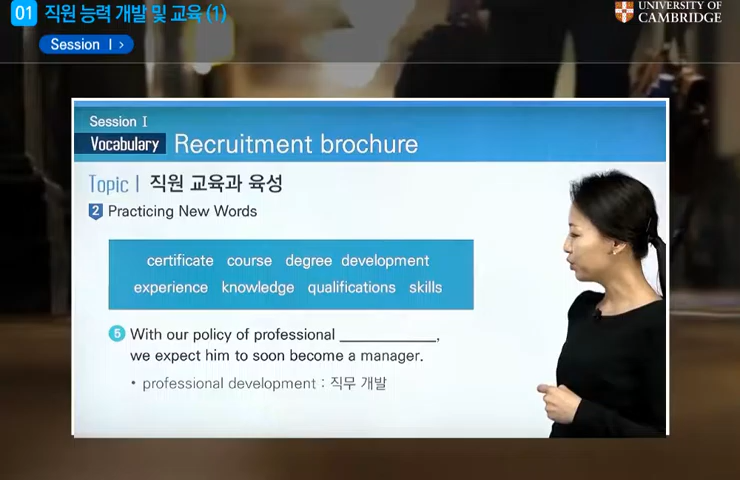 01 직원 능력 개발 및 교육 (1)
UNIVERSITY OF
CAMBRIDGE
Session Ⅰ >
Session Ⅰ
Vocabulary Recruitment brochure
Topic Ⅰ 직원 교육과 육성
2 Practicing New Words
certificate course degree development
experience knowledge qualifications skills
5 With our policy of professional ____________,
we expect him to soon become a manager.
• professional development : 직무 개발